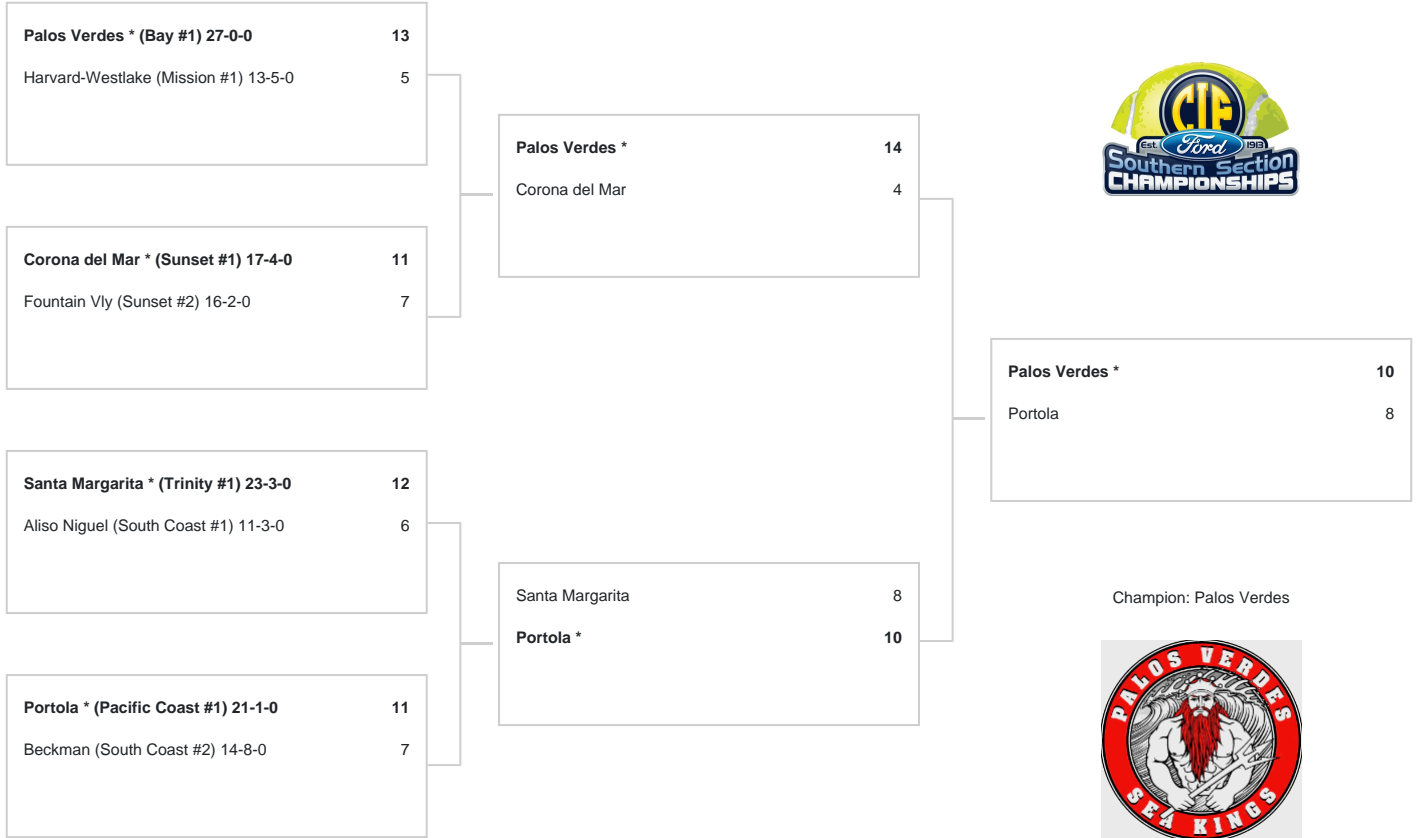 Palos Verdes * (Bay #1) 27-0-0 13
Harvard-Westlake (Mission #1) 13-5-0 5
Corona del Mar * (Sunset #1) 17-4-0 11
Fountain Vly (Sunset #2) 16-2-0 7
Santa Margarita * (Trinity #1) 23-3-0 12
Aliso Niguel (South Coast #1) 11-3-0 6
Portola * (Pacific Coast #1) 21-1-0 11
Beckman (South Coast #2) 14-8-0 7
Palos Verdes * 14
Corona del Mar 4
Santa Margarita 8
Portola * 10
CIF
Est. Ford 1913
Southern Section
CHAMPIONSHIPS
Palos Verdes * 10
Portola 8
Champion: Palos Verdes
PALOS VERDES
SEA KINGS